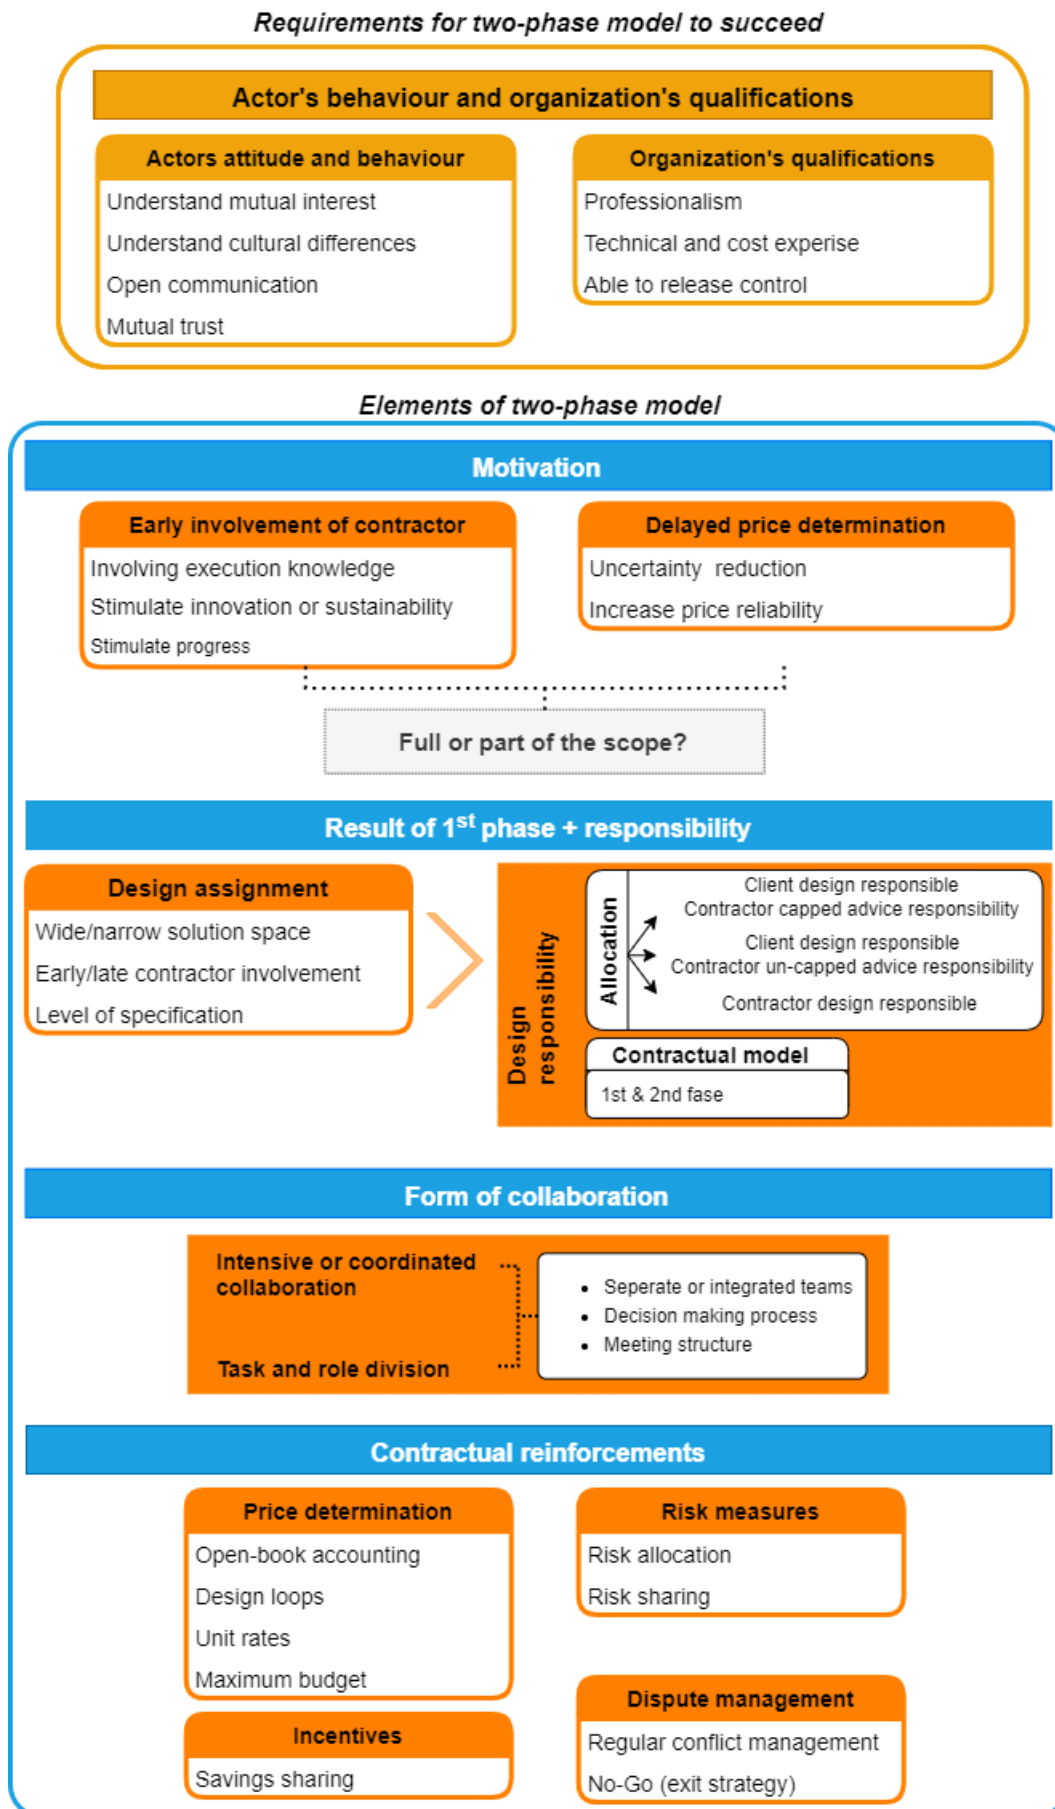 Requirements for two-phase model to succeed
Actor's behaviour and organization's qualifications
Actors attitude and behaviour
Understand mutual interest
Understand cultural differences
Open communication
Mutual trust
Organization's qualifications
Professionalism
Technical and cost experise
Able to release control
Elements of two-phase model
Motivation
Early involvement of contractor
Involving execution knowledge
Stimulate innovation or sustainability
Stimulate progress
Delayed price determination
Uncertainty reduction
Increase price reliability
Full or part of the scope?
Result of 1st phase + responsibility
Design assignment
Wide/narrow solution space
Early/late contractor involvement
Level of specification
Design
responsibility
Allocation
Client design responsible
Contractor capped advice responsibility
Client design responsible
Contractor un-capped advice responsibility
Contractor design responsible
Contractual model
1st & 2nd fase
Form of collaboration
Intensive or coordinated
collaboration
Task and role division
• Seperate or integrated teams
• Decision making process
• Meeting structure
Contractual reinforcements
Price determination
Open-book accounting
Design loops
Unit rates
Maximum budget
Risk measures
Risk allocation
Risk sharing
Incentives
Savings sharing
Dispute management
Regular conflict management
No-Go (exit strategy)